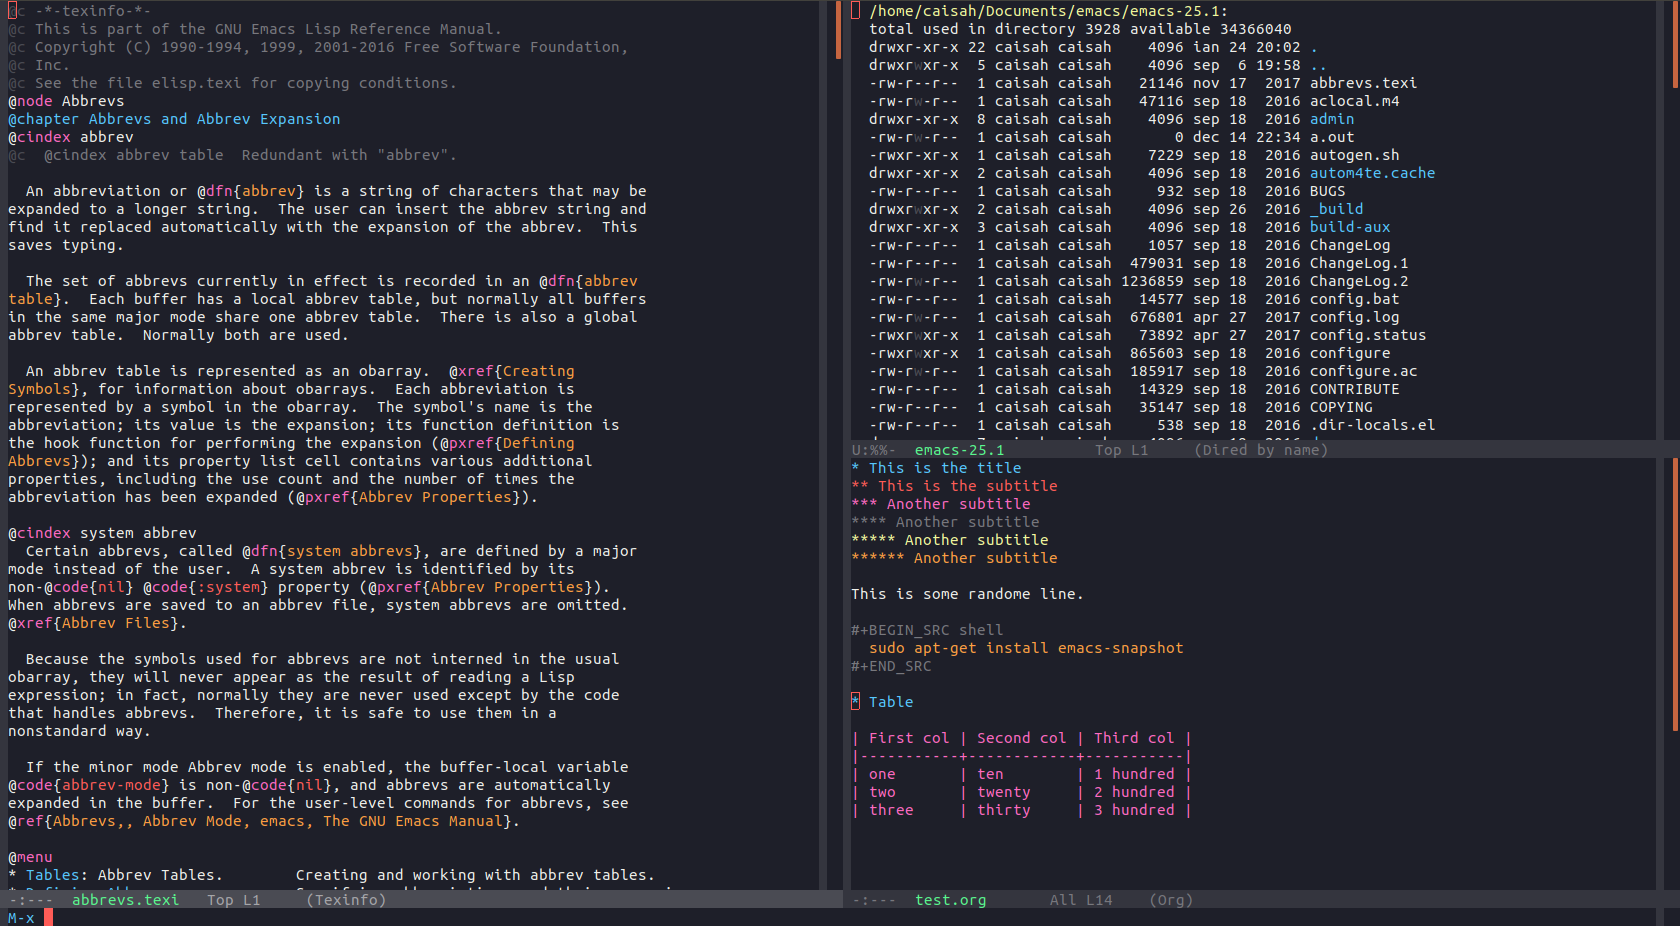 @c -*-texinfo-*-
@c This is part of the GNU Emacs Lisp Reference Manual.
@c Copyright (C) 1990-1994, 1999, 2001-2016 Free Software Foundation,
@c Inc.
@c See the file elisp.texi for copying conditions.
@node Abbrevs
@chapter Abbrevs and Abbrev Expansion
@cindex abbrev
@c  @cindex abbrev table  Redundant with "abbrev".

  An abbreviation or @dfn{abbrev} is a string of characters that may be
expanded to a longer string.  The user can insert the abbrev string and
find it replaced automatically with the expansion of the abbrev.  This
saves typing.

  The set of abbrevs currently in effect is recorded in an @dfn{abbrev
table}.  Each buffer has a local abbrev table, but normally all buffers
in the same major mode share one abbrev table.  There is also a global
abbrev table.  Normally both are used.

  An abbrev table is represented as an obarray.  @xref{Creating
Symbols}, for information about obarrays.  Each abbreviation is
represented by a symbol in the obarray.  The symbol's name is the
abbreviation; its value is the expansion; its function definition is
the hook function for performing the expansion (@pxref{Defining
Abbrevs}); and its property list cell contains various additional
properties, including the use count and the number of times the
abbreviation has been expanded (@pxref{Abbrev Properties}).

@cindex system abbrev
  Certain abbrevs, called @dfn{system abbrevs}, are defined by a major
mode instead of the user.  A system abbrev is identified by its
non-@code{nil} @code{:system} property (@pxref{Abbrev Properties}).
When abbrevs are saved to an abbrev file, system abbrevs are omitted.
@xref{Abbrev Files}.

  Because the symbols used for abbrevs are not interned in the usual
obarray, they will never appear as the result of reading a Lisp
expression; in fact, normally they are never used except by the code
that handles abbrevs.  Therefore, it is safe to use them in a
nonstandard way.

  If the minor mode Abbrev mode is enabled, the buffer-local variable
@code{abbrev-mode} is non-@code{nil}, and abbrevs are automatically
expanded in the buffer.  For the user-level commands for abbrevs, see
@ref{Abbrevs,, Abbrev Mode, emacs, The GNU Emacs Manual}.

@menu
* Tables: Abbrev Tables.        Creating and working with abbrev tables.
-:---  abbrevs.texi   Top L1     (Texinfo)
M-x
/home/caisah/Documents/emacs/emacs-25.1:
total used in directory 3928 available 34366040
drwxr-xr-x 22 caisah caisah    4096 ian 24 20:02 .
drwxrwxr-x  5 caisah caisah    4096 sep  6 19:58 ..
-rw-r--r--  1 caisah caisah   21146 nov 17  2017 abbrevs.texi
-rw-rw-r--  1 caisah caisah   47116 sep 18  2016 aclocal.m4
drwxr-xr-x  8 caisah caisah    4096 sep 18  2016 admin
-rw-rw-r--  1 caisah caisah       0 dec 14 22:34 a.out
-rwxr-xr-x  1 caisah caisah    7229 sep 18  2016 autogen.sh
drwxr-xr-x  2 caisah caisah    4096 sep 18  2016 autom4te.cache
-rw-r--r--  1 caisah caisah     932 sep 18  2016 BUGS
drwxrwxr-x  2 caisah caisah    4096 sep 26  2016 _build
drwxr-xr-x  3 caisah caisah    4096 sep 18  2016 build-aux
-rw-r--r--  1 caisah caisah    1057 sep 18  2016 ChangeLog
-rw-r--r--  1 caisah caisah  479031 sep 18  2016 ChangeLog.1
-rw-rw-r--  1 caisah caisah 1236859 sep 18  2016 ChangeLog.2
-rw-r--r--  1 caisah caisah   14577 sep 18  2016 config.bat
-rw-rw-r--  1 caisah caisah  676801 apr 27  2017 config.log
-rwxrwxr-x  1 caisah caisah   73892 apr 27  2017 config.status
-rwxrwxr-x  1 caisah caisah  865603 sep 18  2016 configure
-rw-rw-r--  1 caisah caisah  185917 sep 18  2016 configure.ac
-rw-r--r--  1 caisah caisah   14329 sep 18  2016 CONTRIBUTE
-rw-r--r--  1 caisah caisah   35147 sep 18  2016 COPYING
-rw-r--r--  1 caisah caisah     538 sep 18  2016 .dir-locals.el
U:%%-  emacs-25.1          Top L1     (Dired by name)
* This is the title
** This is the subtitle
*** Another subtitle
**** Another subtitle
***** Another subtitle
****** Another subtitle

This is some randome line.

#+BEGIN_SRC shell
  sudo apt-get install emacs-snapshot
#+END_SRC

* Table

| First col | Second col | Third col |
|-----------+------------+-----------|
| one       | ten        | 1 hundred |
| two       | twenty     | 2 hundred |
| three     | thirty     | 3 hundred |
-:---  test.org       All L14    (Org)